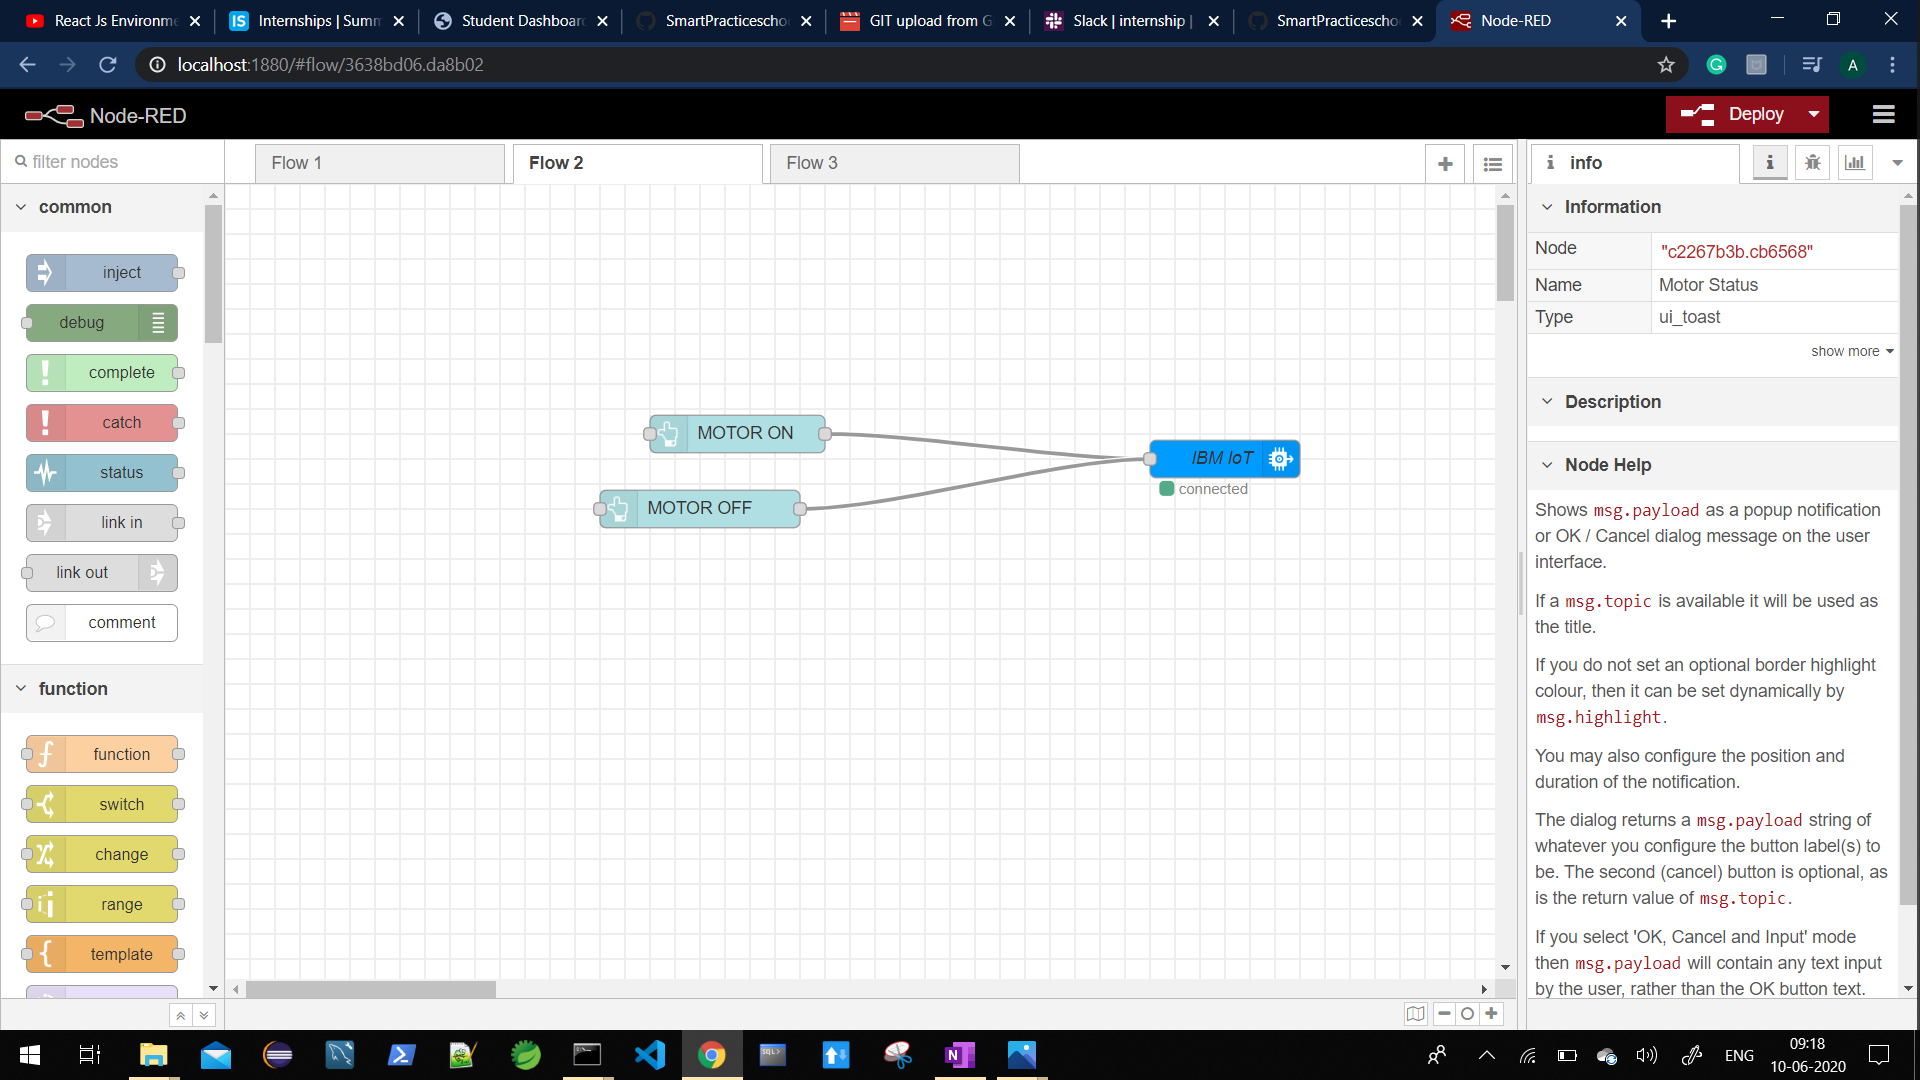 React Js Environme
Internships | Summ
Student Dashboard
SmartPracticescho
GIT upload from G
Slack | internship |
SmartPracticescho
Node-RED
localhost:1880/#flow/3638bd06.da8b02
A
Node-RED
Deploy
filter nodes
Flow 1
Flow 2
Flow 3
info
common
inject
debug
complete
catch
status
link in
link out
comment
function
function
switch
change
range
template
MOTOR ON
MOTOR OFF
IBM IoT
connected
Information
Node "c2267b3b.cb6568"
Name Motor Status
Type ui_toast
show more
Description
Node Help
Shows msg.payload as a popup notification
or OK / Cancel dialog message on the user
interface.
If a msg.topic is available it will be used as
the title.
If you do not set an optional border highlight
colour, then it can be set dynamically by
msg.highlight.
You may also configure the position and
duration of the notification.
The dialog returns a msg.payload string of
whatever you configure the button label(s) to
be. The second (cancel) button is optional, as
is the return value of msg.topic.
If you select 'OK, Cancel and Input' mode
then msg.payload will contain any text input
by the user, rather than the OK button text.
ENG
09:18
10-06-2020